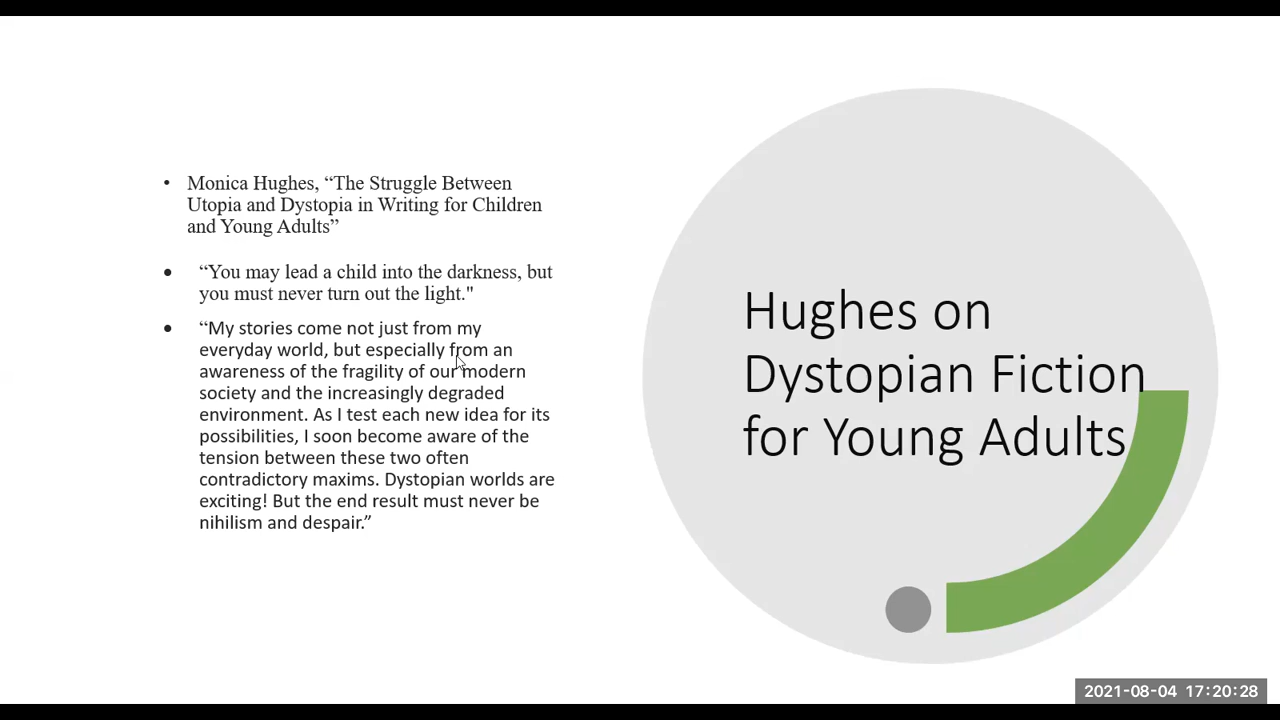 • Monica Hughes, “The Struggle Between
Utopia and Dystopia in Writing for Children
and Young Adults”
• “You may lead a child into the darkness, but
you must never turn out the light."
• “My stories come not just from my
everyday world, but especially from an
awareness of the fragility of our modern
society and the increasingly degraded
environment. As I test each new idea for its
possibilities, I soon become aware of the
tension between these two often
contradictory maxims. Dystopian worlds are
exciting! But the end result must never be
nihilism and despair.”
Hughes on
Dystopian Fiction
for Young Adults
2021-08-04 17:20:28